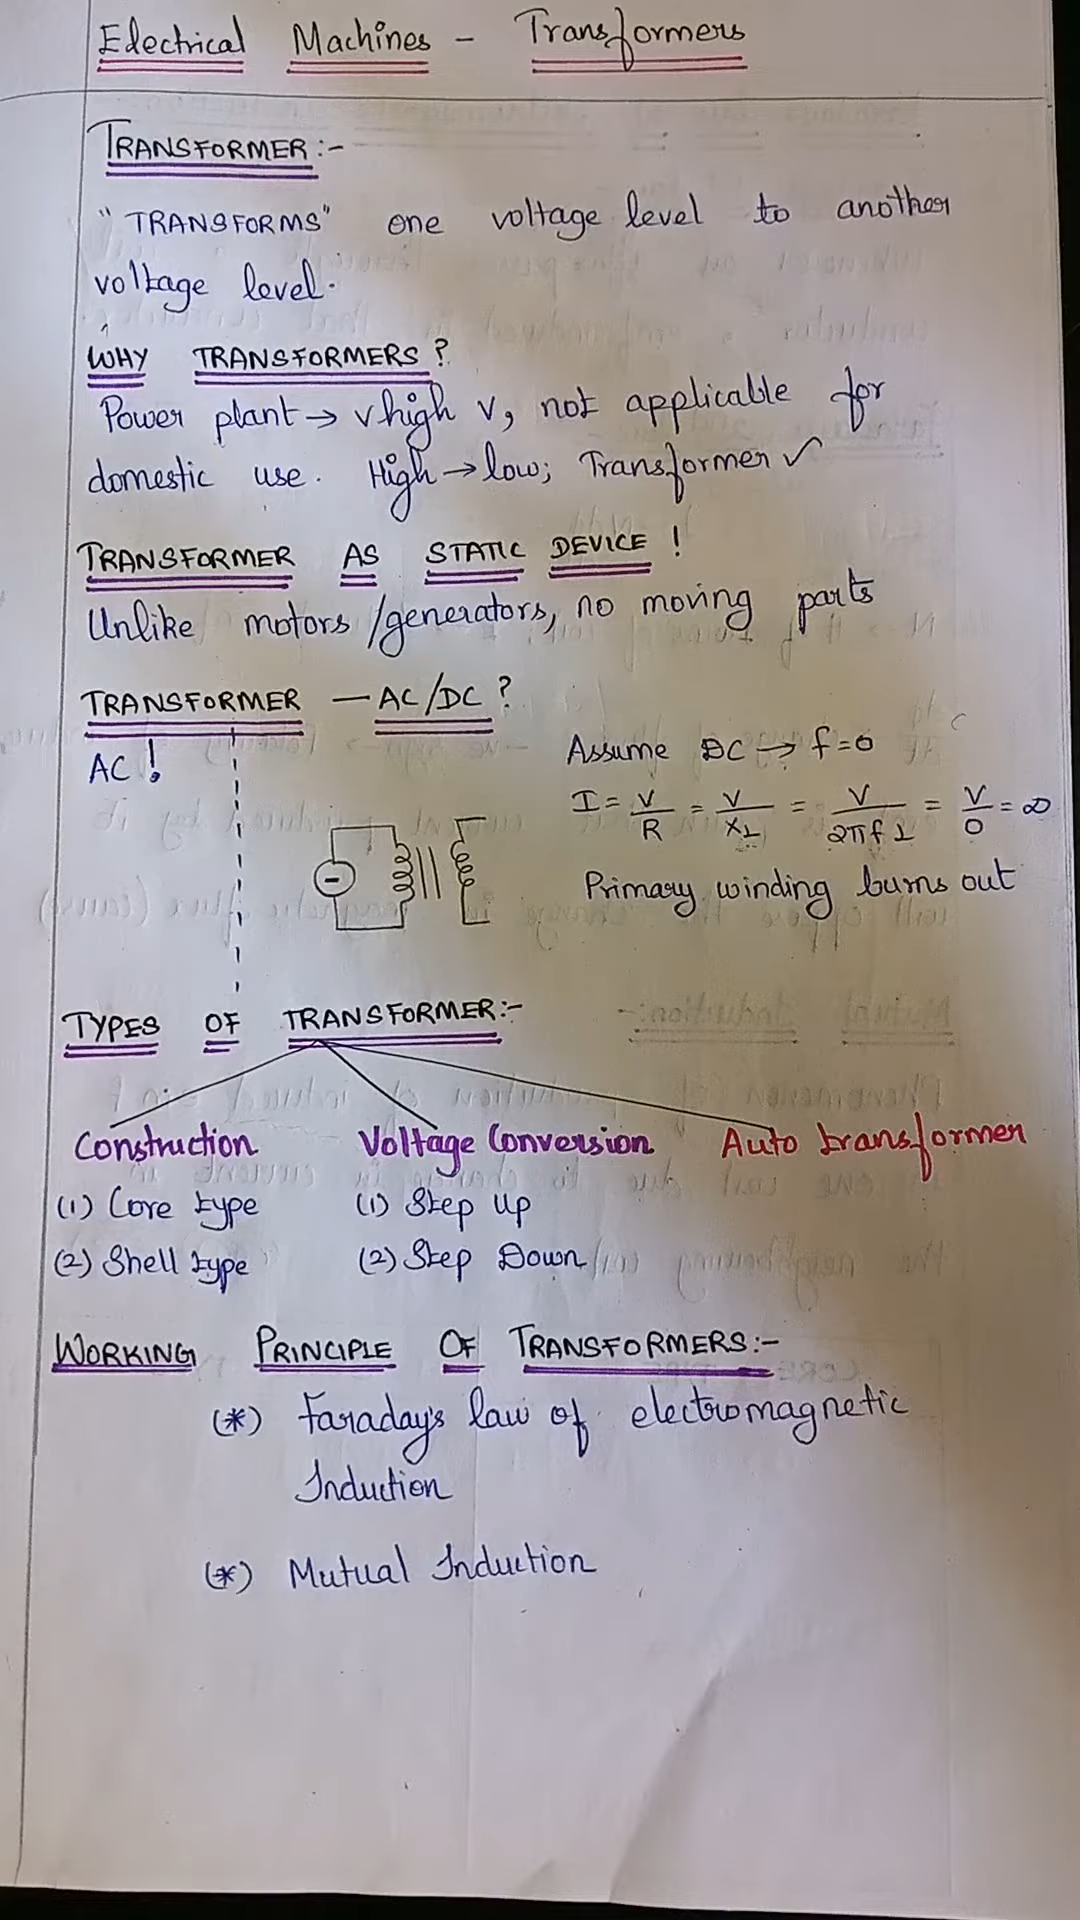 Electrical Machines - Transformers
TRANSFORMER :-
"TRANSFORMS" one voltage level to another
voltage level.
WHY TRANSFORMERS?
Power plant → v high v, not applicable for
domestic use. High → low; Transformer ✓
TRANSFORMER AS STATIC DEVICE!
Unlike motors/generators, no moving parts
TRANSFORMER - AC/DC?
AC!
Assume DC → f=0
I = V/R = V/XL = V/2πfL = V/0 = ∞
Primary winding burns out
TYPES OF TRANSFORMER:-
Construction Voltage Conversion Auto transformer
(1) Core type (1) Step Up
(2) Shell type (2) Step Down
WORKING PRINCIPLE OF TRANSFORMERS:-
(*) Faraday's law of electromagnetic
Induction
(*) Mutual Induction